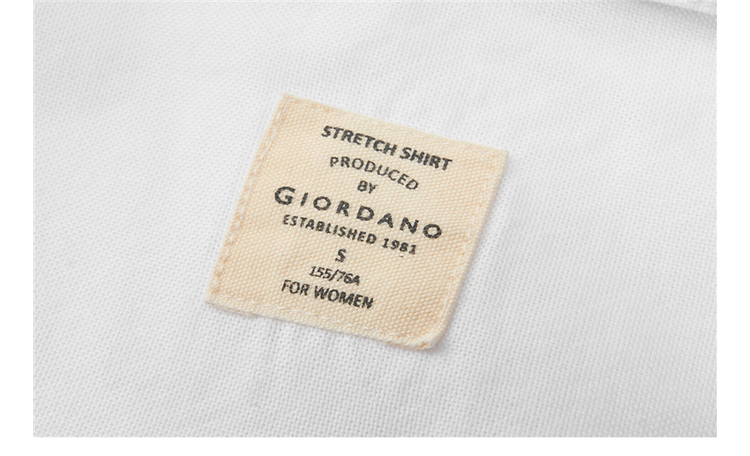 STRETCH SHIRT
PRODUCED
BY
GIORDANO
ESTABLISHED 1981
S
155/76A
FOR WOMEN